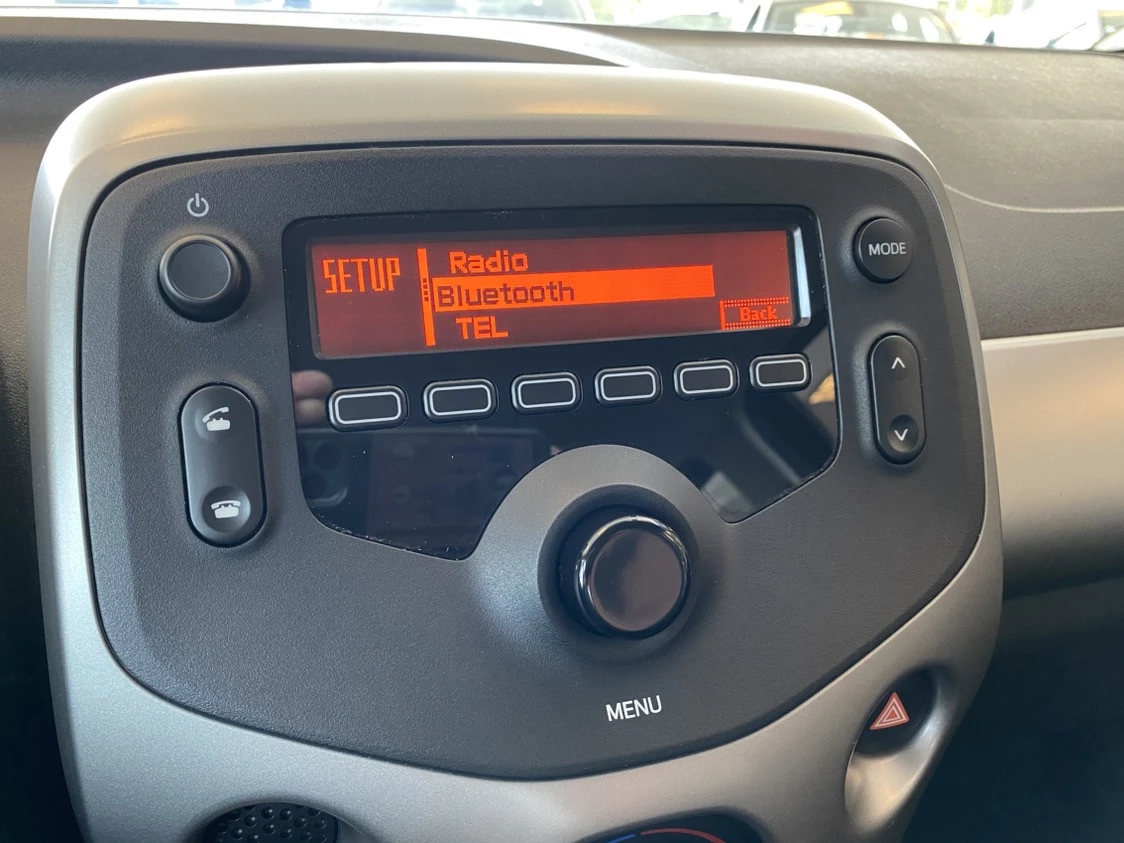 SETUP
Radio
Bluetooth
TEL
Back
MODE
MENU